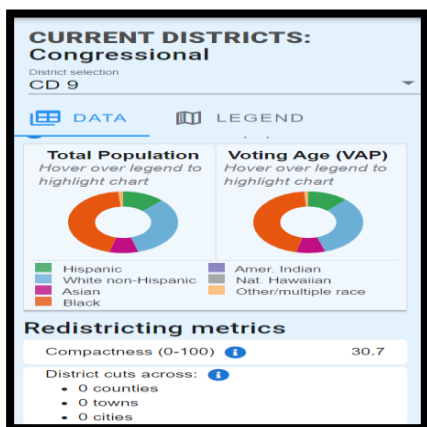 CURRENT DISTRICTS:
Congressional
District selection
CD 9
DATA
LEGEND
Total Population
Hover over legend to
highlight chart
Voting Age (VAP)
Hover over legend to
highlight chart
Hispanic
White non-Hispanic
Asian
Black
Amer. Indian
Nat. Hawaiian
Other/multiple race
Redistricting metrics
Compactness (0-100) i 30.7
District cuts across: i
• 0 counties
• 0 towns
• 0 cities